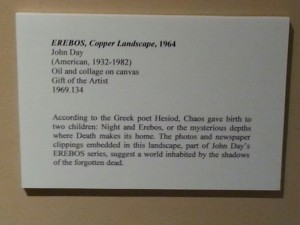 EREBOS, Copper Landscape, 1964
John Day
(American, 1932-1982)
Oil and collage on canvas
Gift of the Artist
1969.134
According to the Greek poet Hesiod, Chaos gave birth to
two children: Night and Erebos, or the mysterious depths
where Death makes its home. The photos and newspaper
clippings embedded in this landscape, part of John Day's
EREBOS series, suggest a world inhabited by the shadows
of the forgotten dead.